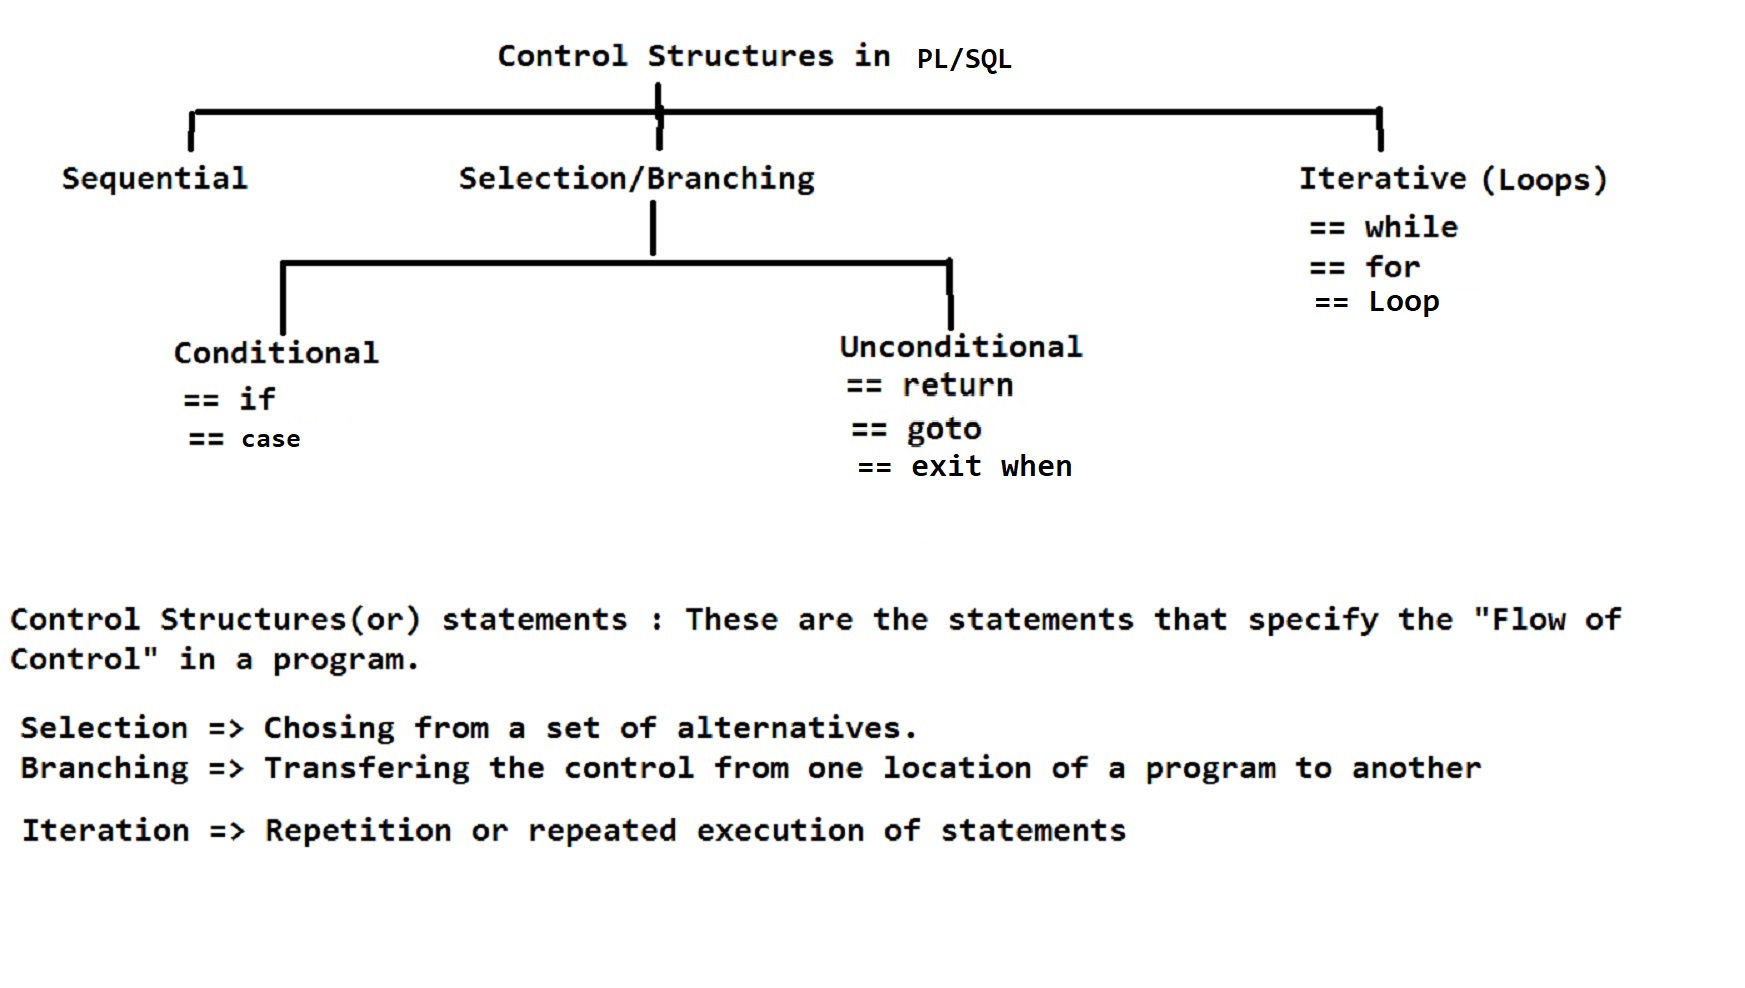 Control Structures in PL/SQL
Sequential
Selection/Branching
Iterative (Loops)
== while
== for
== Loop
Conditional
== if
== case
Unconditional
== return
== goto
== exit when
Control Structures(or) statements : These are the statements that specify the "Flow of
Control" in a program.
Selection => Chosing from a set of alternatives.
Branching => Transfering the control from one location of a program to another
Iteration => Repetition or repeated execution of statements